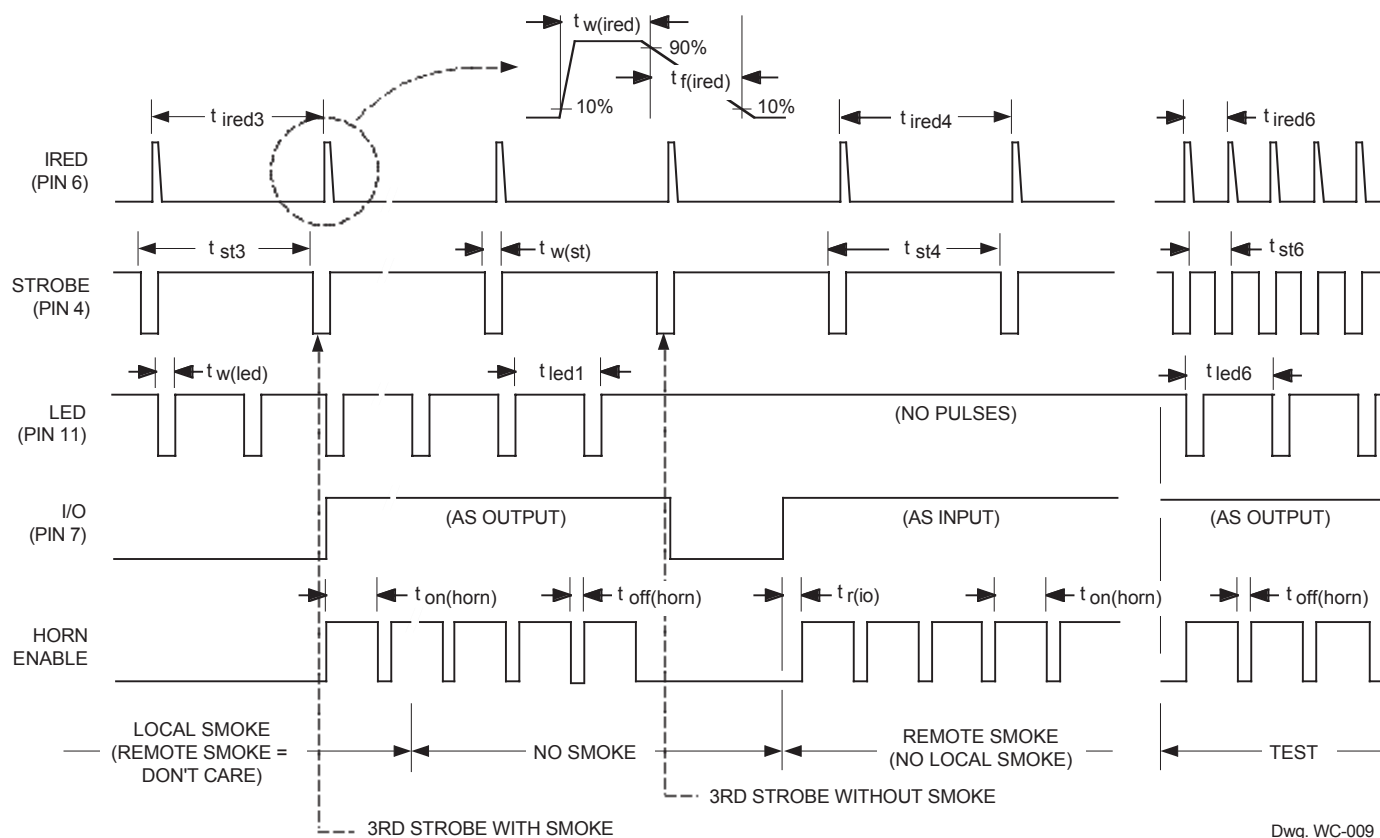 t w(ired)
90%
t f(ired)
10%
10%
t ired3
t ired4
t ired6
IRED
(PIN 6)
t st3
t w(st)
t st4
t st6
STROBE
(PIN 4)
t w(led)
t led1
t led6
LED
(PIN 11)
(NO PULSES)
I/O
(PIN 7)
(AS OUTPUT)
(AS INPUT)
(AS OUTPUT)
t on(horn)
t off(horn)
t r(io)
t on(horn)
t off(horn)
HORN
ENABLE
LOCAL SMOKE
(REMOTE SMOKE =
DON'T CARE)
NO SMOKE
REMOTE SMOKE
(NO LOCAL SMOKE)
TEST
3RD STROBE WITHOUT SMOKE
3RD STROBE WITH SMOKE
Dwg. WC-009